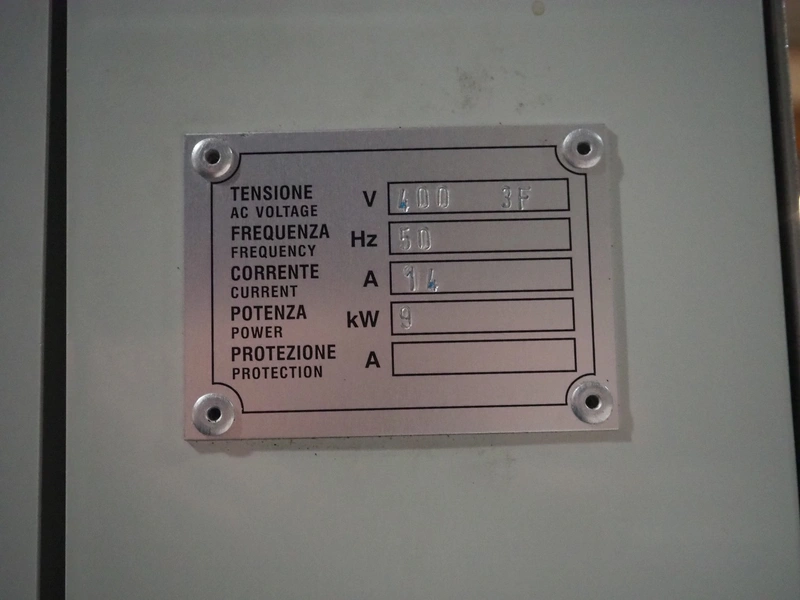 TENSIONE V 400 3F
AC VOLTAGE
FREQUENZA Hz 50
FREQUENCY
CORRENTE A 14
CURRENT
POTENZA kW 9
POWER
PROTEZIONE A
PROTECTION